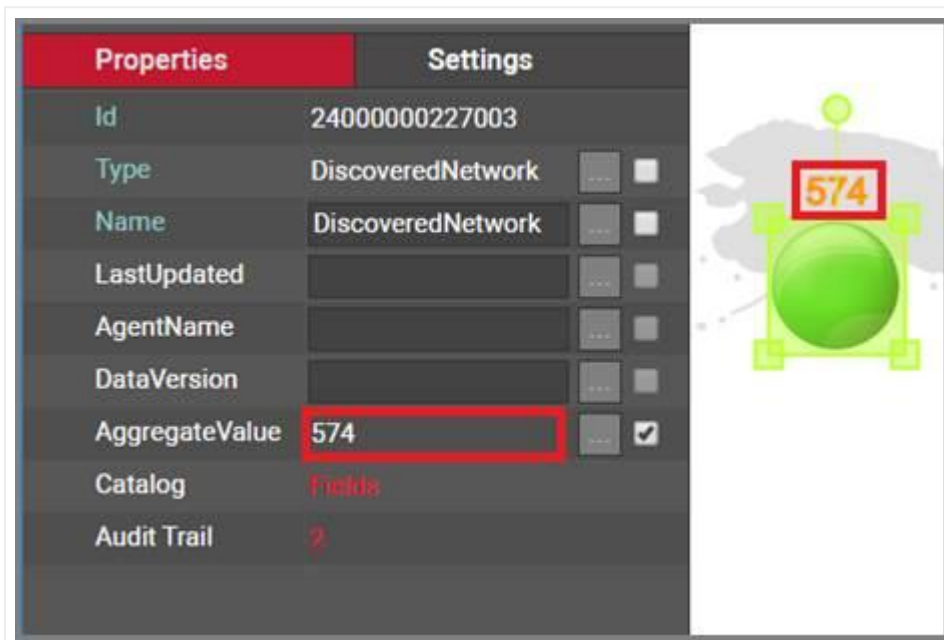 Properties Settings
Id 24000000227003
Type DiscoveredNetwork ...
Name DiscoveredNetwork ...
LastUpdated ...
AgentName ...
DataVersion ...
AggregateValue 574 ...
Catalog Fields
Audit Trail 2
574